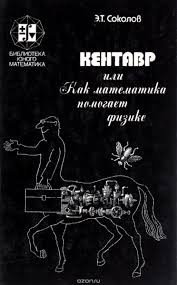 Э.Т. Соколов
БИБЛИОТЕКА
ЮНОГО
МАТЕМАТИКА
КЕНТАВР
или
Как математика
помогает
физике
ozon.ru